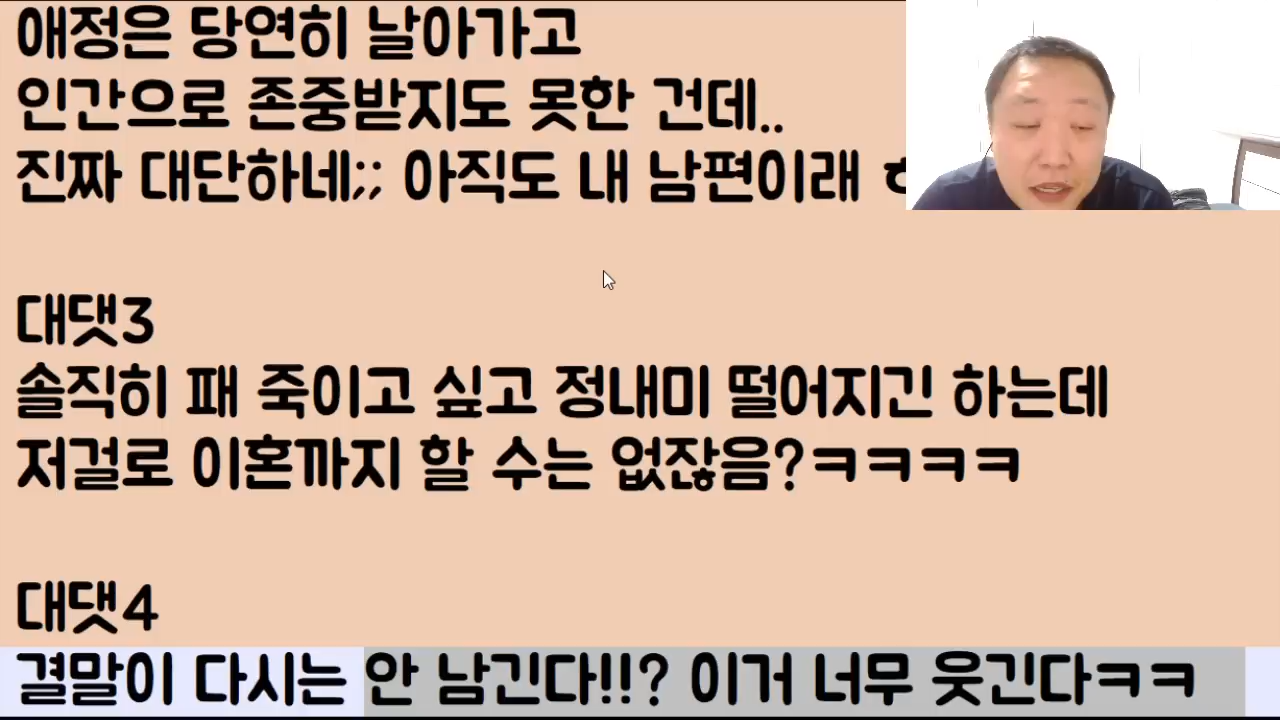 애정은 당연히 날아가고
인간으로 존중받지도 못한 건데..
진짜 대단하네;; 아직도 내 남편이래
대댓3
솔직히 패 죽이고 싶고 정내미 떨어지긴 하는데
저걸로 이혼까지 할 수는 없잖음?ㅋㅋㅋㅋ
대댓4
결말이 다시는 안 남긴다!!? 이거 너무 웃긴다ㅋㅋ